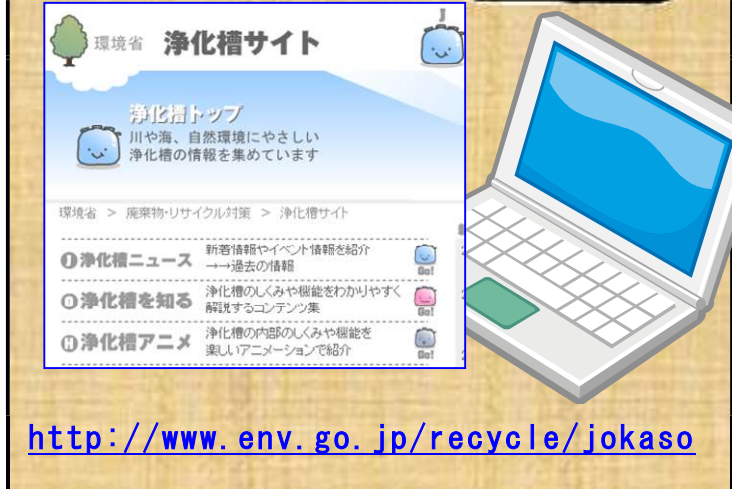 環境省 浄化槽サイト
浄化槽トップ
川や海、自然環境にやさしい
浄化槽の情報を集めています
環境省 > 廃棄物・リサイクル対策 > 浄化槽サイト
J 浄化槽ニュース
新着情報やイベント情報を紹介
→→過去の情報
Go!
浄化槽を知る
浄化槽のしくみや機能をわかりやすく
解説するコンテンツ集
Go!
浄化槽アニメ
浄化槽の内部のしくみや機能を
楽しいアニメーションで紹介
Go!
http://www.env.go.jp/recycle/jokaso